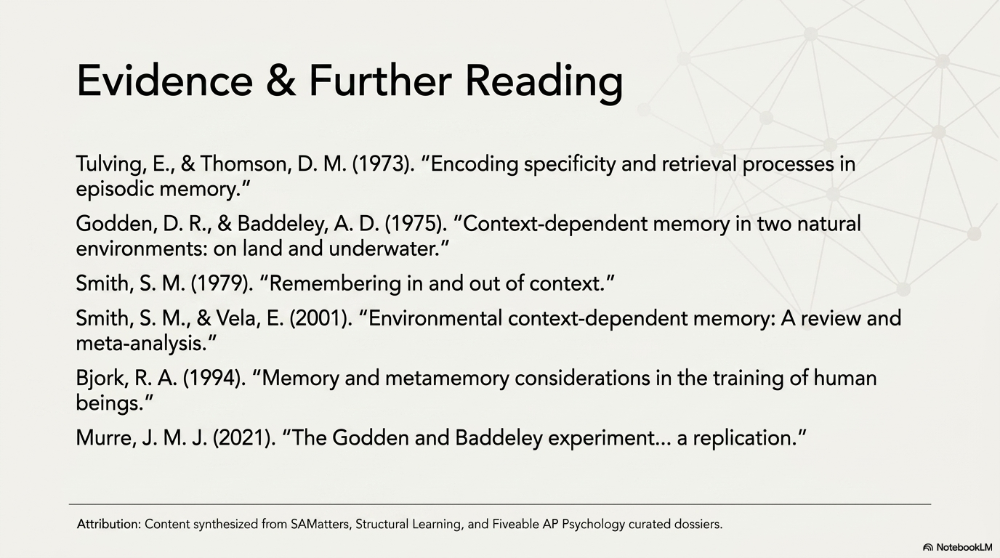 Evidence & Further Reading
Tulving, E., & Thomson, D. M. (1973). “Encoding specificity and retrieval processes in
episodic memory.”
Godden, D. R., & Baddeley, A. D. (1975). “Context-dependent memory in two natural
environments: on land and underwater.”
Smith, S. M. (1979). “Remembering in and out of context.”
Smith, S. M., & Vela, E. (2001). “Environmental context-dependent memory: A review and
meta-analysis.”
Bjork, R. A. (1994). “Memory and metamemory considerations in the training of human
beings.”
Murre, J. M. J. (2021). “The Godden and Baddeley experiment... a replication.”
Attribution: Content synthesized from SAMatters, Structural Learning, and Fiveable AP Psychology curated dossiers.
NotebookLM